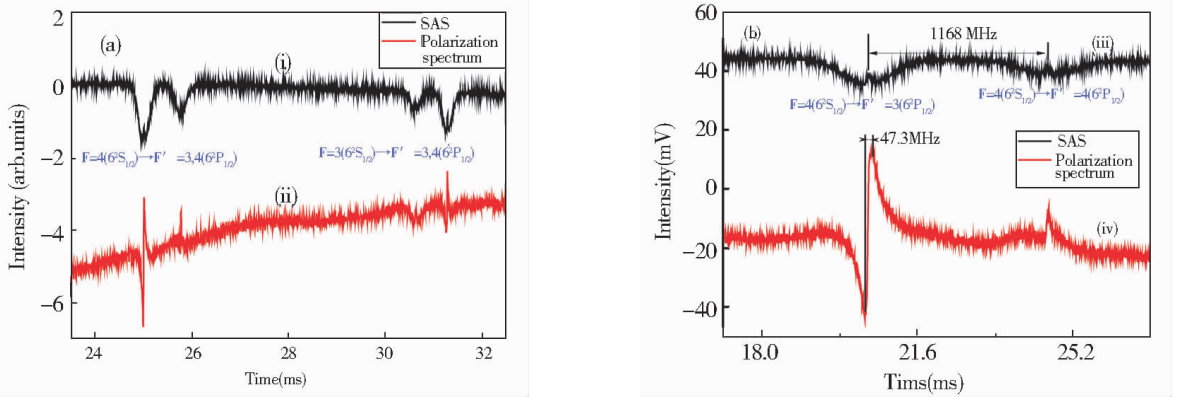 2
0
−2
−4
−6
24
26
28
30
32
Intensity (arb.units)
Time(ms)
(a)
(i)
(ii)
SAS
Polarization
spectrum
F=4(6²S1/2)→F′ =3,4(6²P1/2)
F=3(6²S1/2)→F′ =3,4(6²P1/2)
60
40
20
0
−20
−40
18.0
21.6
25.2
Intensity(mV)
Tims(ms)
(b)
1168 MHz
(iii)
F=4(6²S1/2)→F′ =3(6²P1/2)
F=4(6²S1/2)→F′ =4(6²P1/2)
47.3MHz
SAS
Polarization
spectrum
(iv)